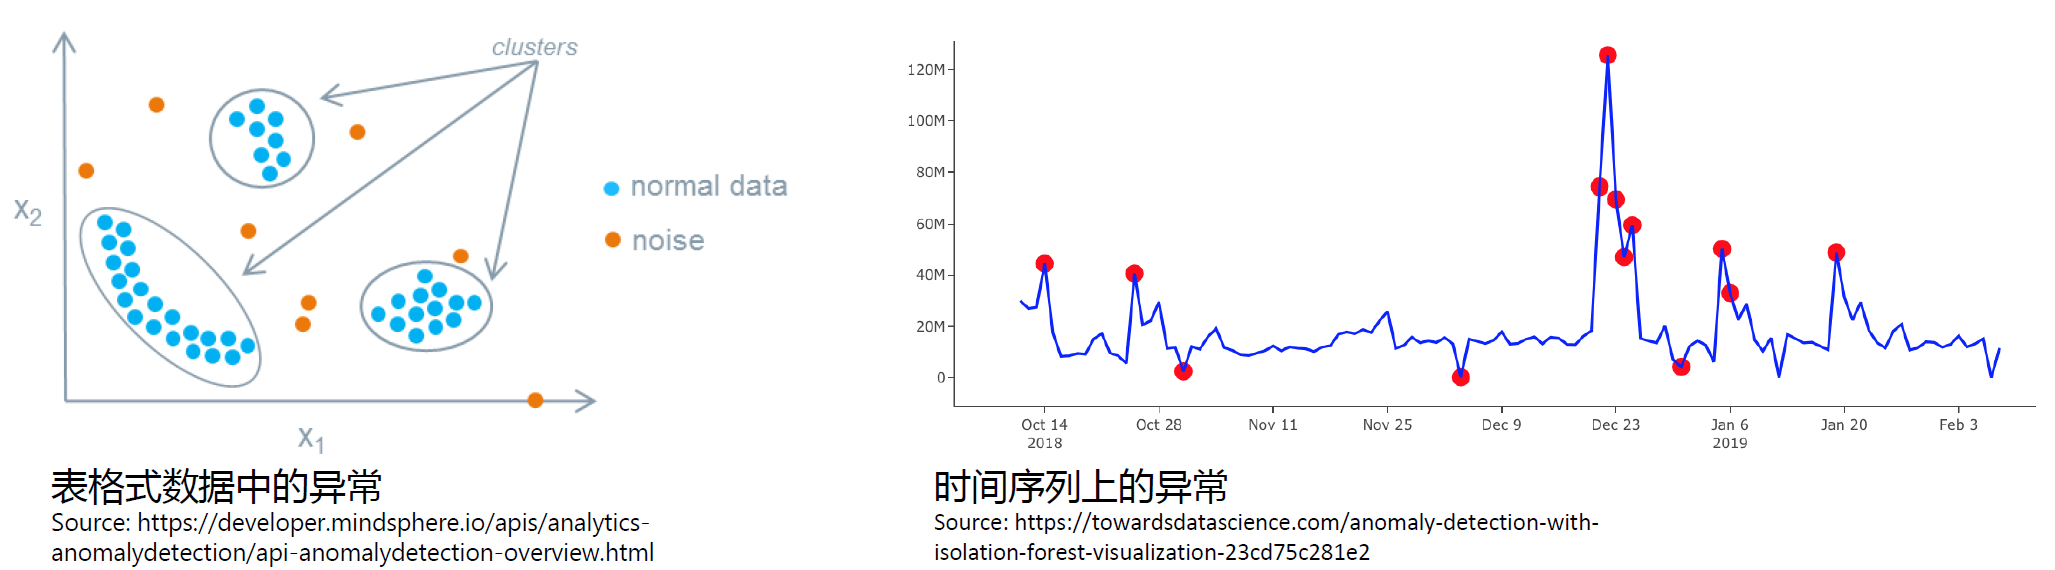 clusters
X2
normal data
noise
X1
表格式数据中的异常
Source: https://developer.mindsphere.io/apis/analytics-
anomalydetection/api-anomalydetection-overview.html
120M
100M
80M
60M
40M
20M
0
Oct 14
2018
Oct 28
Nov 11
Nov 25
Dec 9
Dec 23
Jan 6
2019
Jan 20
Feb 3
时间序列上的异常
Source: https://towardsdatascience.com/anomaly-detection-with-
isolation-forest-visualization-23cd75c281e2